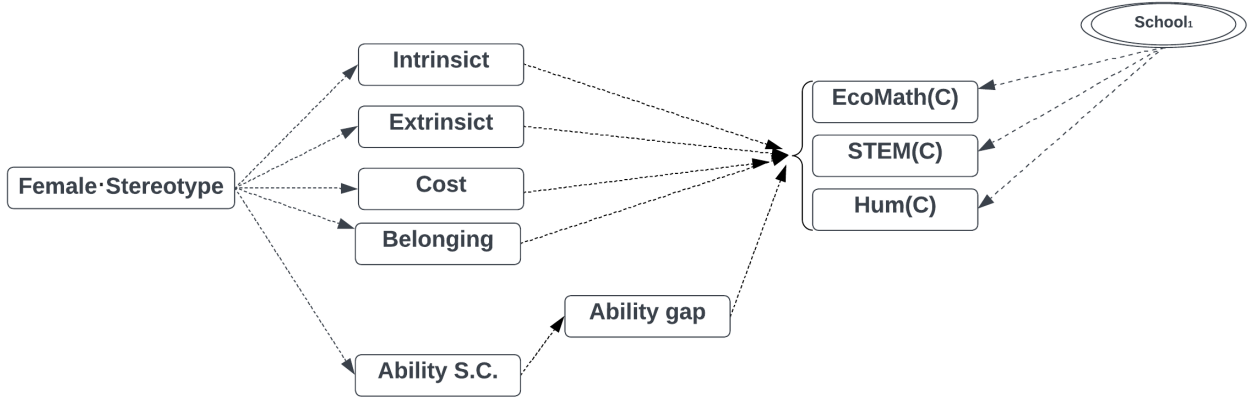 School₁
Intrinsict
EcoMath(C)
Extrinsict
STEM(C)
Female·Stereotype
Cost
Hum(C)
Belonging
Ability gap
Ability S.C.